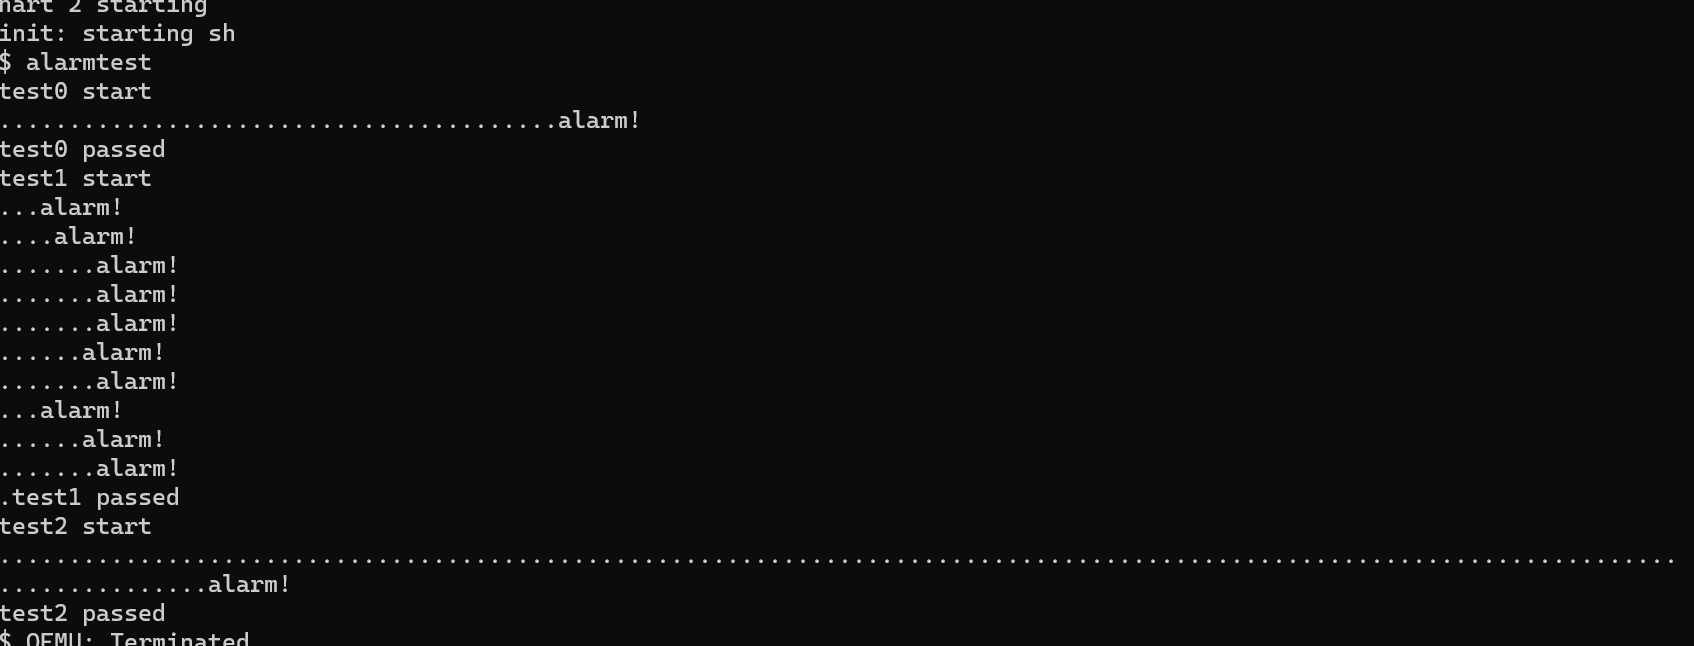 hart 2 starting
init: starting sh
$ alarmtest
test0 start
........................................alarm!
test0 passed
test1 start
...alarm!
....alarm!
.......alarm!
.......alarm!
.......alarm!
......alarm!
.......alarm!
...alarm!
......alarm!
.......alarm!
.test1 passed
test2 start
........................................................................................................................
...............alarm!
test2 passed
$ QEMU: Terminated